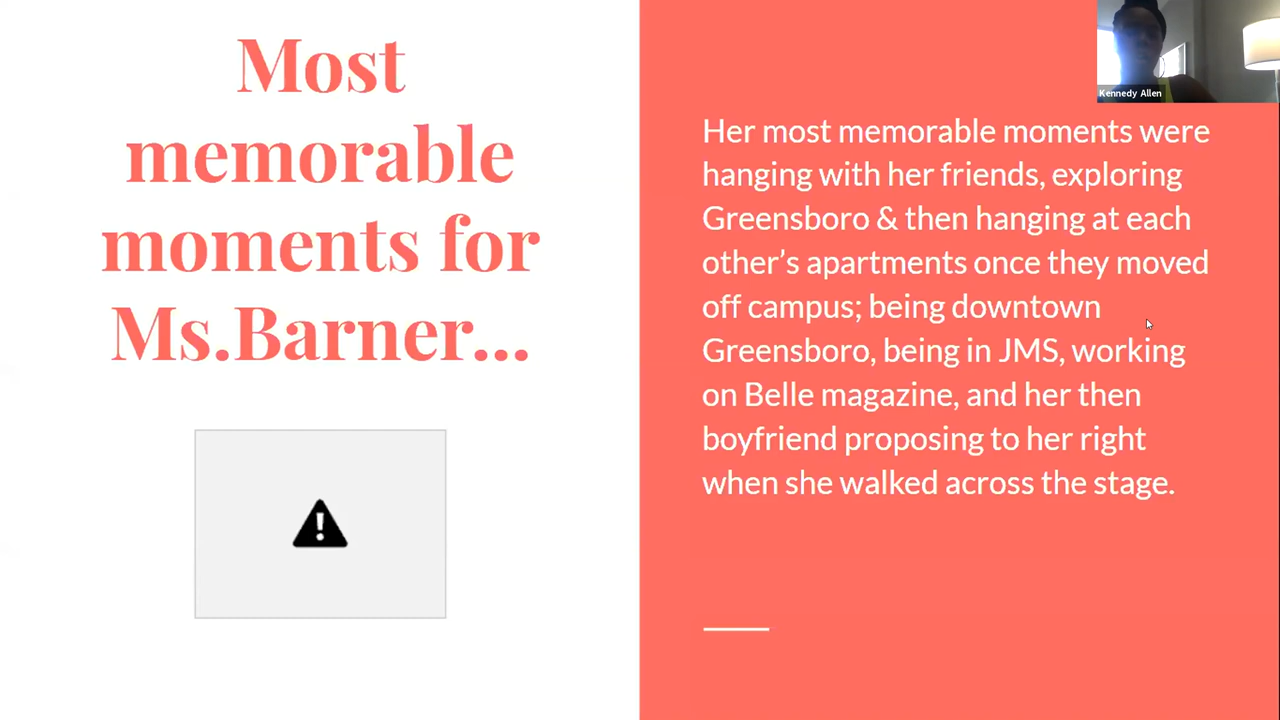 Most
memorable
moments for
Ms.Barner...
Kennedy Allen
Her most memorable moments were
hanging with her friends, exploring
Greensboro & then hanging at each
other's apartments once they moved
off campus; being downtown
Greensboro, being in JMS, working
on Belle magazine, and her then
boyfriend proposing to her right
when she walked across the stage.